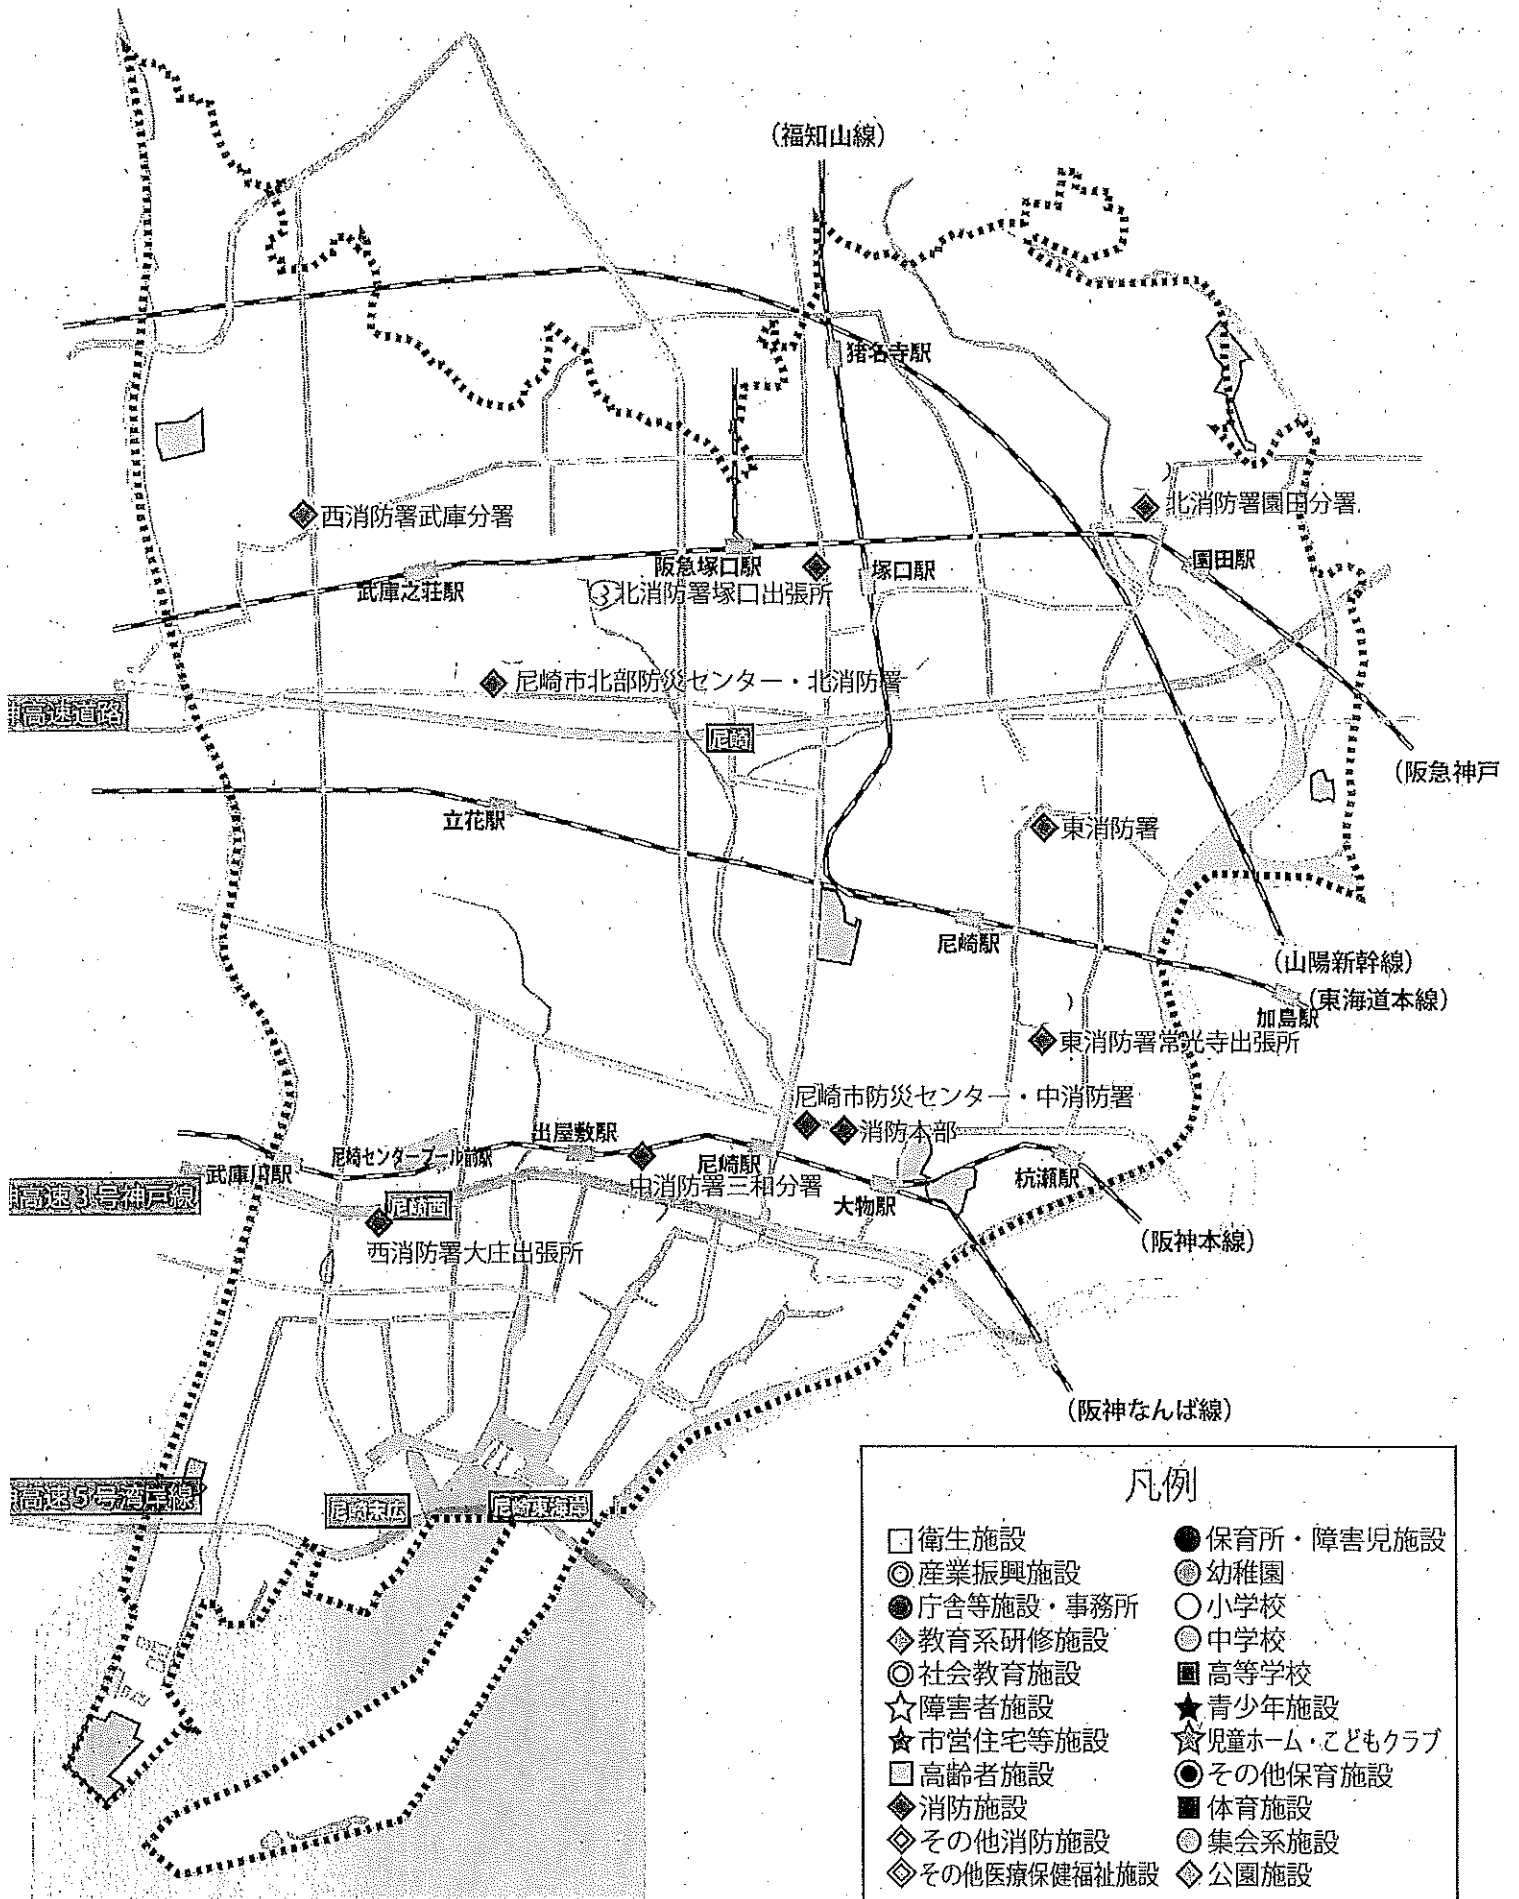 (福知山線)
猪名寺駅
西消防署武庫分署
北消防署園田分署
阪急塚口駅
塚口駅
園田駅
武庫之荘駅
③北消防署塚口出張所
尼崎市北部防災センター・北消防署
高速道路
尼崎
(阪急神戸
立花駅
東消防署
尼崎駅
(山陽新幹線)
(東海道本線)
加島駅
東消防署常光寺出張所
尼崎市防災センター・中消防署
消防本部
出屋敷駅
尼崎センタープール前駅
武庫川駅
尼崎駅
中消防署三和分署
杭瀬駅
大物駅
高速3号神戸線
尼崎西
(阪神本線)
西消防署大庄出張所
(阪神なんば線)
高速5号湾岸線
尼崎末広
尼崎東海岸
凡例
衛生施設
保育所・障害児施設
産業振興施設
幼稚園
庁舎等施設・事務所
小学校
教育系研修施設
中学校
社会教育施設
高等学校
障害者施設
青少年施設
市営住宅等施設
児童ホーム・こどもクラブ
高齢者施設
その他保育施設
消防施設
体育施設
その他消防施設
集会系施設
その他医療保健福祉施設
公園施設